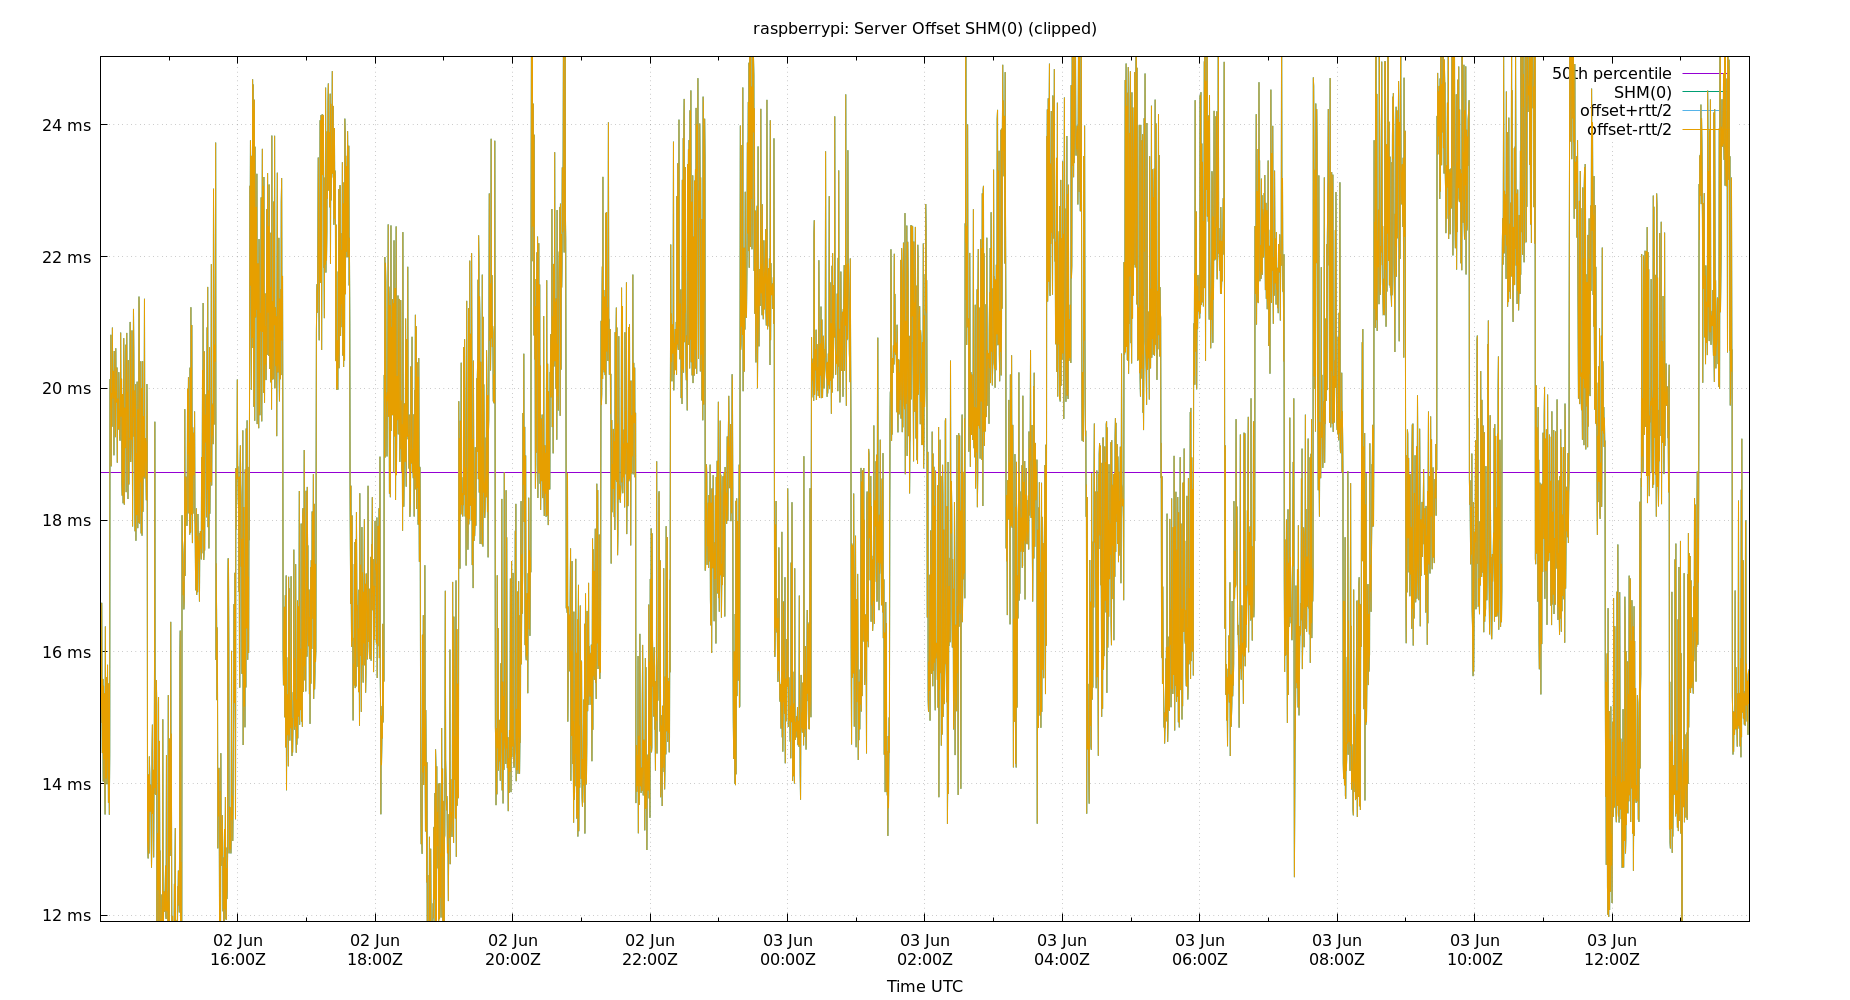 raspberrypi: Server Offset SHM(0) (clipped)
50th percentile
SHM(0)
offset+rtt/2
offset-rtt/2
24 ms
22 ms
20 ms
18 ms
16 ms
14 ms
12 ms
02 Jun 02 Jun 02 Jun 02 Jun 03 Jun 03 Jun 03 Jun 03 Jun 03 Jun 03 Jun 03 Jun
16:00Z 18:00Z 20:00Z 22:00Z 00:00Z 02:00Z 04:00Z 06:00Z 08:00Z 10:00Z 12:00Z
Time UTC